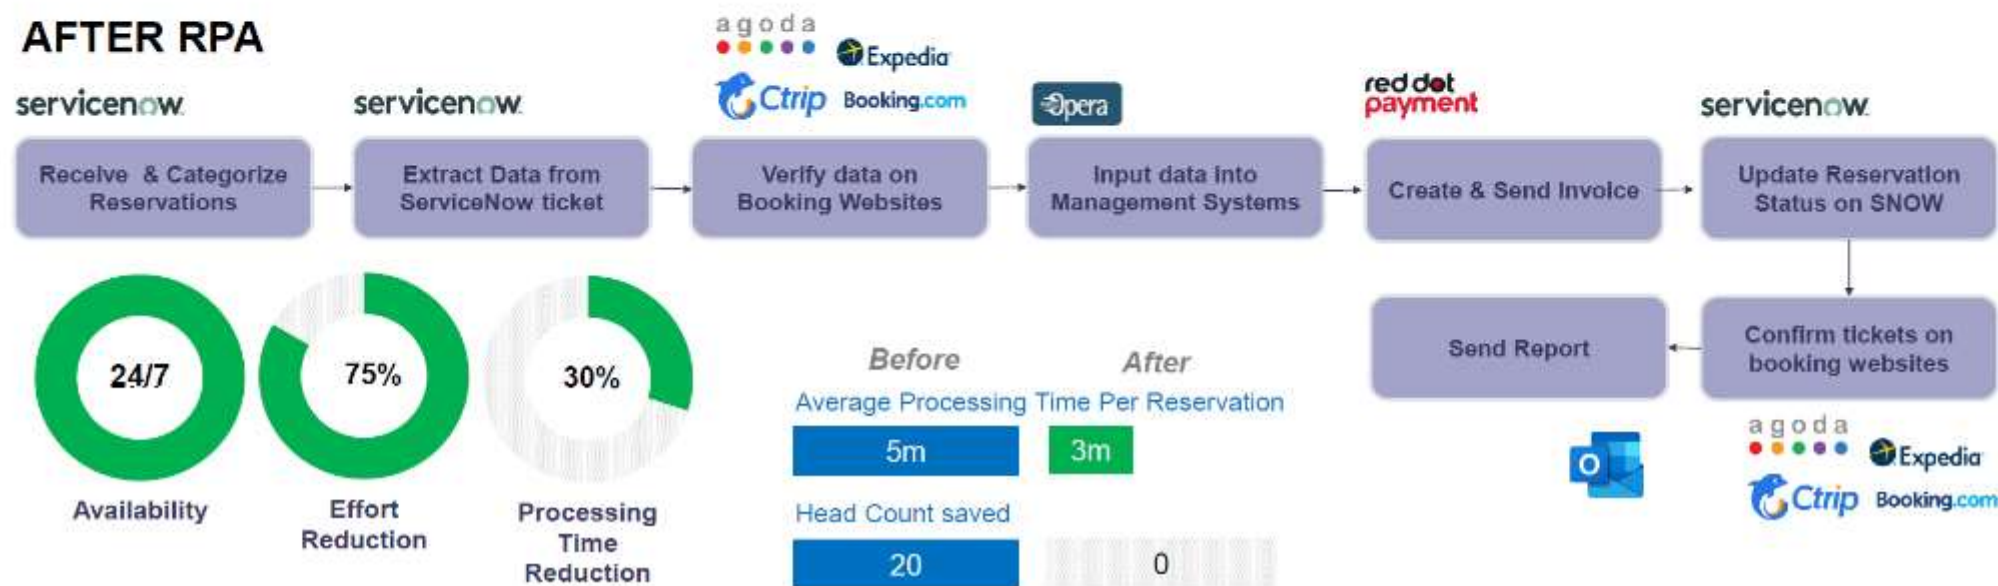 AFTER RPA
agoda
Expedia
servicenow.
servicenow.
Ctrip
Booking.com
Opera
red dot
payment
servicenow.
Receive & Categorize
Reservations
Extract Data from
ServiceNow ticket
Verify data on
Booking Websites
Input data into
Management Systems
Create & Send Invoice
Update Reservation
Status on SNOW
24/7
Availability
75%
Effort
Reduction
30%
Processing
Time
Reduction
Before
After
Average Processing Time Per Reservation
5m
3m
Head Count saved
20
0
Send Report
Confirm tickets on
booking websites
O
agoda
Expedia
Ctrip
Booking.com